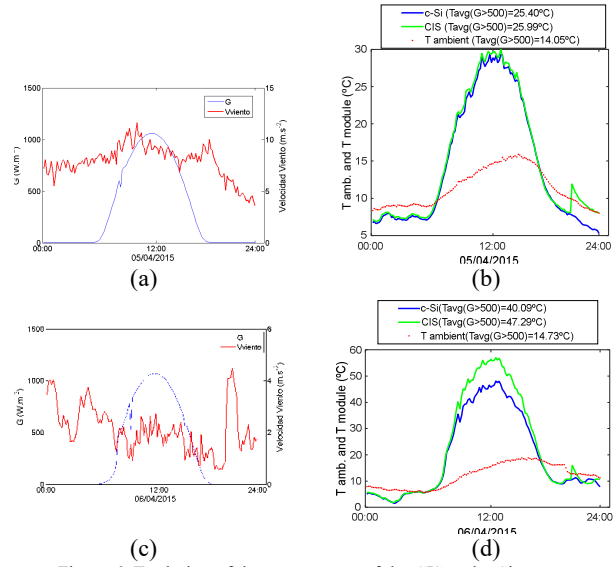 c-Si (Tavg(G>500)=25.40ºC)
CIS (Tavg(G>500)=25.99ºC)
T ambient (Tavg(G>500)=14.05ºC)
1500
1000
500
0
G (W.m⁻²)
G
Vviento
15
10
5
0
Velocidad Viento (m.s⁻²)
00:00
12:00
24:00
05/04/2015
(a)
30
25
20
15
10
5
T amb. and T module (ºC)
00:00
12:00
24:00
05/04/2015
(b)
1500
1000
500
0
G (W.m⁻²)
G
Vviento
6
4
2
0
Velocidad Viento (m.s⁻²)
00:00
12:00
24:00
06/04/2015
(c)
c-Si(Tavg(G>500)=40.09ºC)
CIS(Tavg(G>500)=47.29ºC)
T ambient(Tavg(G>500)=14.73ºC)
60
50
40
30
20
10
0
T amb. and T module (ºC)
00:00
12:00
24:00
06/04/2015
(d)